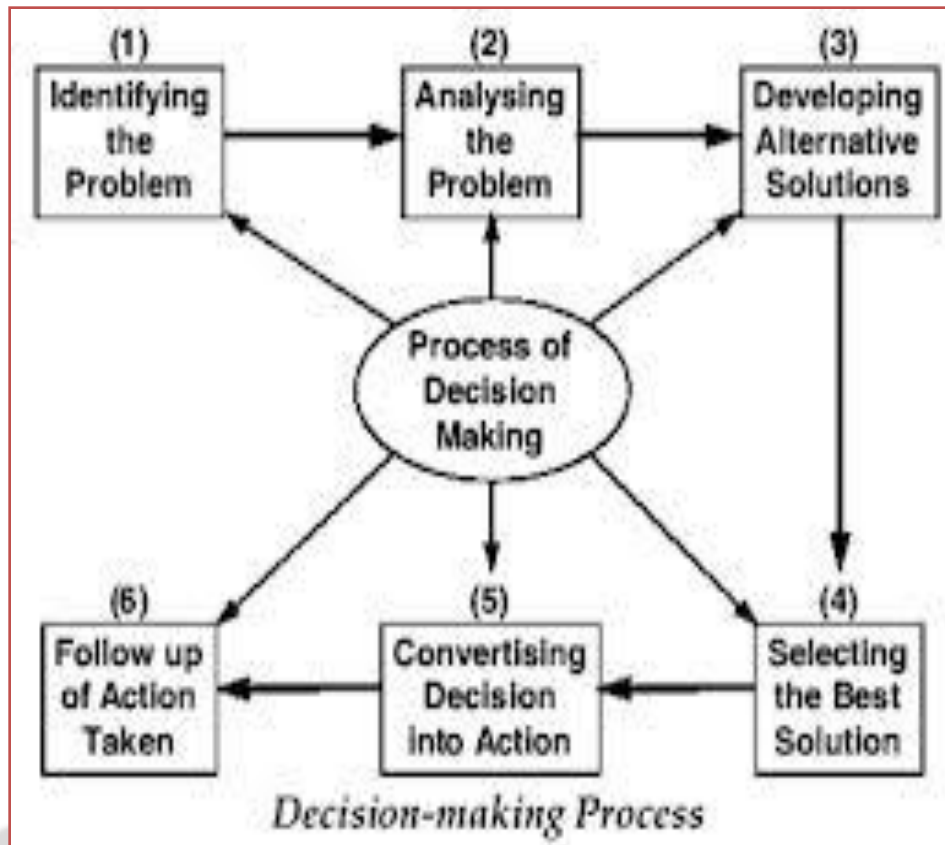 (1)
Identifying
the
Problem
(2)
Analysing
the
Problem
(3)
Developing
Alternative
Solutions
Process of
Decision
Making
(4)
Selecting
the Best
Solution
(5)
Convertising
Decision
into Action
(6)
Follow up
of Action
Taken
Decision-making Process